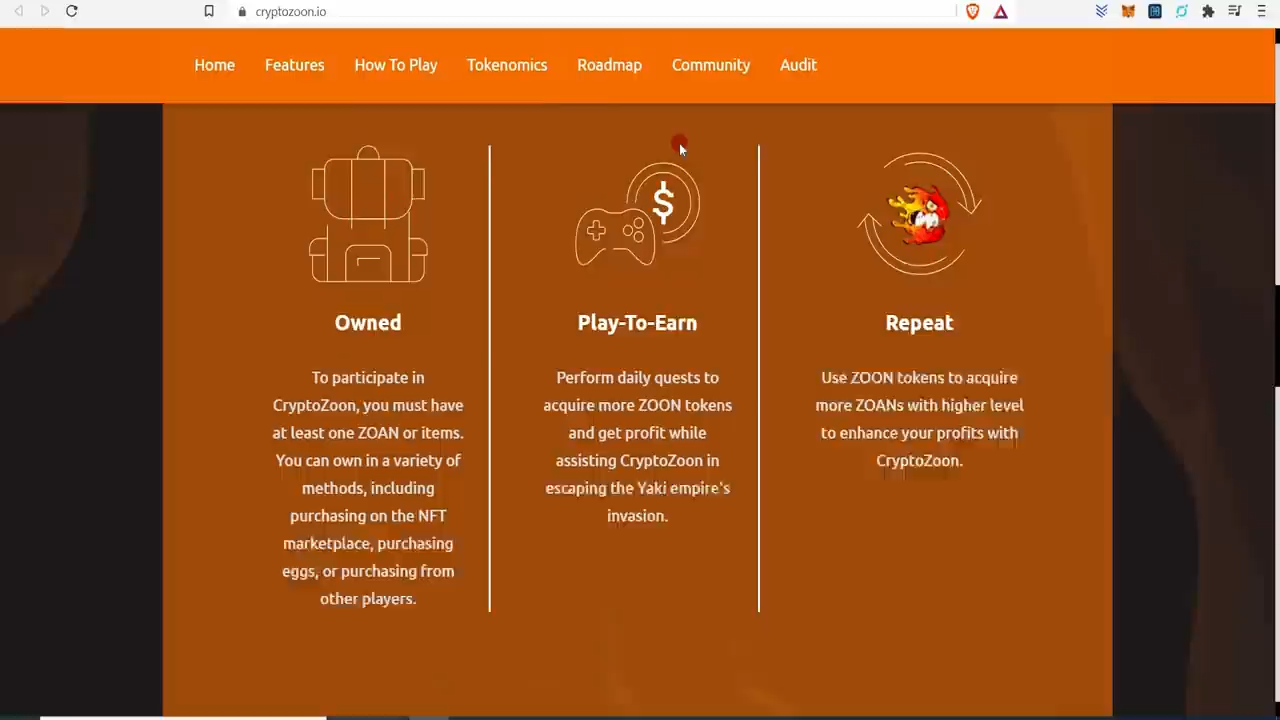 cryptozoon.io
Home Features How To Play Tokenomics Roadmap Community Audit
$
Owned
To participate in
CryptoZoon, you must have
at least one ZOAN or items.
You can own in a variety of
methods, including
purchasing on the NFT
marketplace, purchasing
eggs, or purchasing from
other players.
Play-To-Earn
Perform daily quests to
acquire more ZOON tokens
and get profit while
assisting CryptoZoon in
escaping the Yaki empire's
invasion.
Repeat
Use ZOON tokens to acquire
more ZOANs with higher level
to enhance your profits with
CryptoZoon.